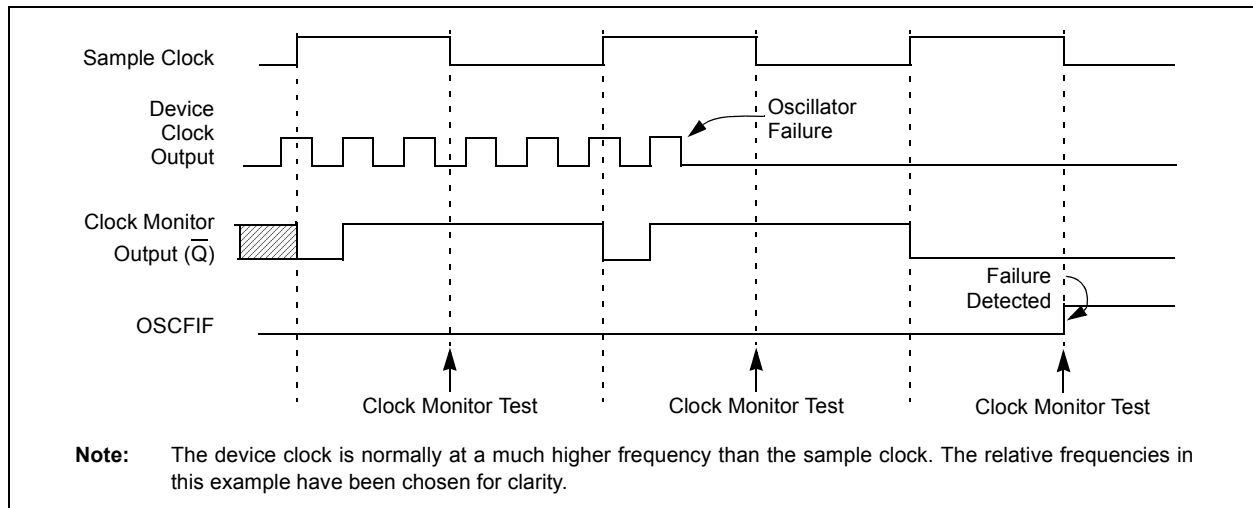 Sample Clock
Device
Clock
Output
Oscillator
Failure
Clock Monitor
Output (Q̅)
Failure
Detected
OSCFIF
Clock Monitor Test
Clock Monitor Test
Clock Monitor Test
Note: The device clock is normally at a much higher frequency than the sample clock. The relative frequencies in
this example have been chosen for clarity.